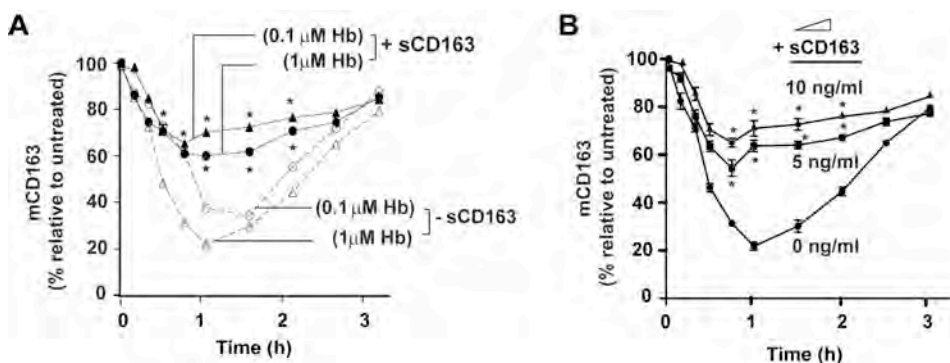 A
(0.1 μM Hb)
(1μM Hb)
+ sCD163
mCD163
(% relative to untreated)
100
80
60
40
20
0
* * * *
* * * *
(0.1 μM Hb)
(1μM Hb)
- sCD163
0 1 2 3
Time (h)
B
+ sCD163
10 ng/ml
5 ng/ml
0 ng/ml
mCD163
(% relative to untreated)
100
80
60
40
20
0
* * * *
* * * *
0 1 2 3
Time (h)